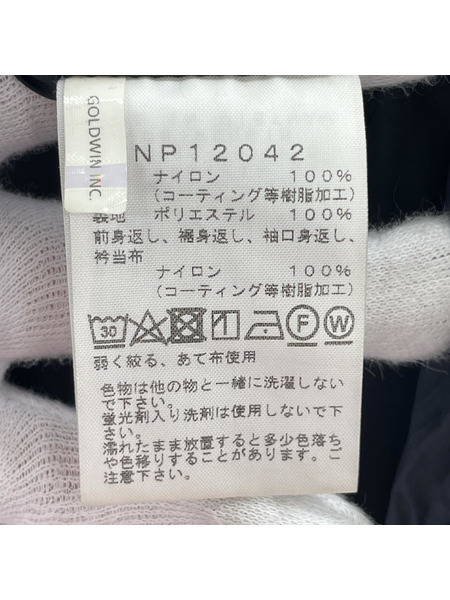 GOLDWIN INC.
NP12042
ナイロン 100%
(コーティング等樹脂加工)
裏地 ポリエステル 100%
前身返し、裾身返し、袖口身返し、
衿当布
ナイロン 100%
(コーティング等樹脂加工)
30 F W
弱く絞る、あて布使用
色物は他の物と一緒に洗濯しない
で下さい。
蛍光剤入り洗剤は使用しないで下
さい。
濡れたまま放置すると多少色落ち
や色移りすることがあります。ご
注意下さい。